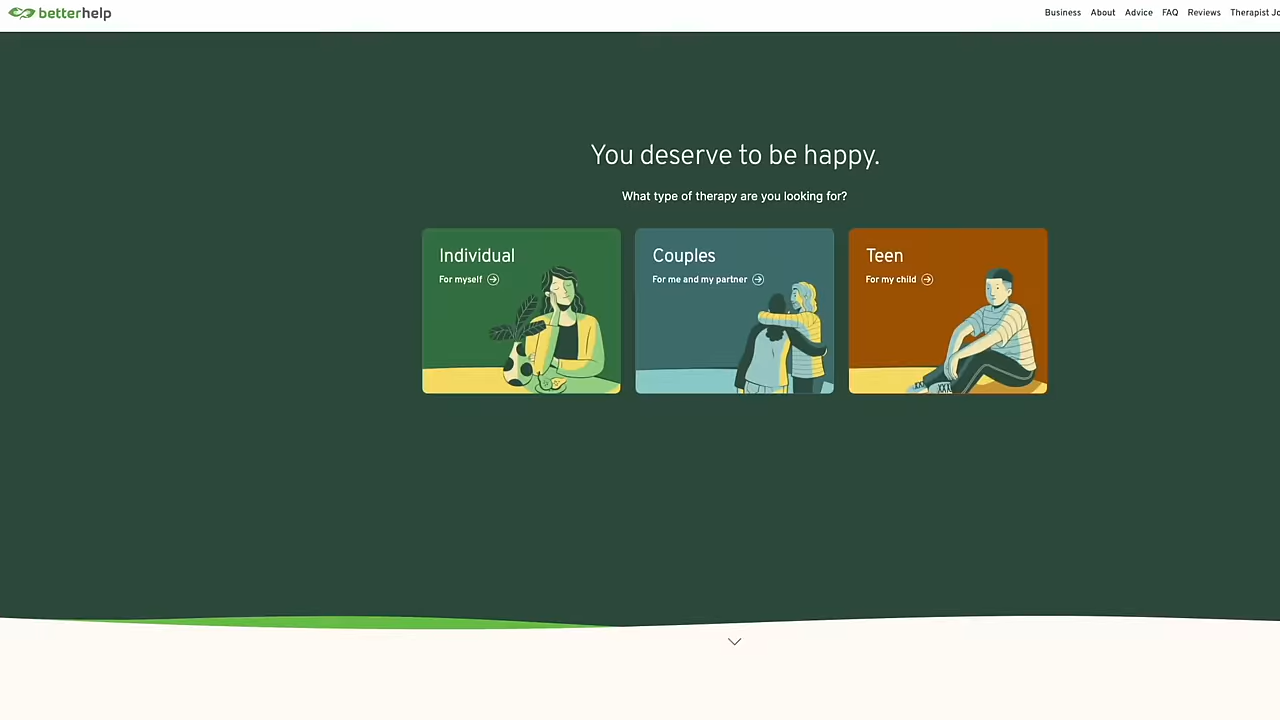 betterhelp
Business About Advice FAQ Reviews Therapist
You deserve to be happy.
What type of therapy are you looking for?
Individual
For myself
Couples
For me and my partner
Teen
For my child